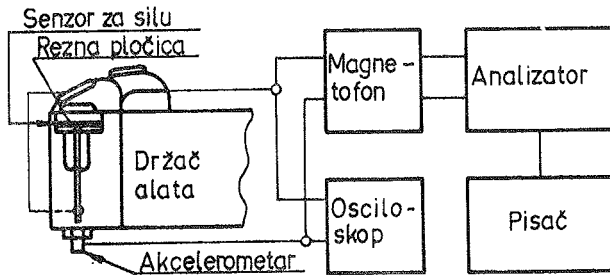 Senzor za silu
Rezna pločica
Magne-
tofon
Analizator
Držač
alata
Oscilo-
skop
Pisač
Akcelerometar